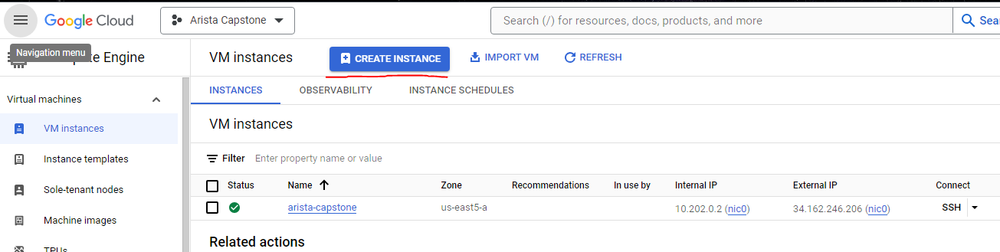 Google Cloud
Arista Capstone
Search (/) for resources, docs, products, and more
Navigation menu
Engine
VM instances
CREATE INSTANCE
IMPORT VM
REFRESH
Virtual machines
INSTANCES
OBSERVABILITY
INSTANCE SCHEDULES
VM instances
VM instances
Instance templates
Filter Enter property name or value
Sole-tenant nodes
Status Name Zone Recommendations In use by Internal IP External IP Connect
arista-capstone us-east5-a 10.202.0.2 (nic0) 34.162.246.206 (nic0) SSH
Machine images
Related actions
TPUs